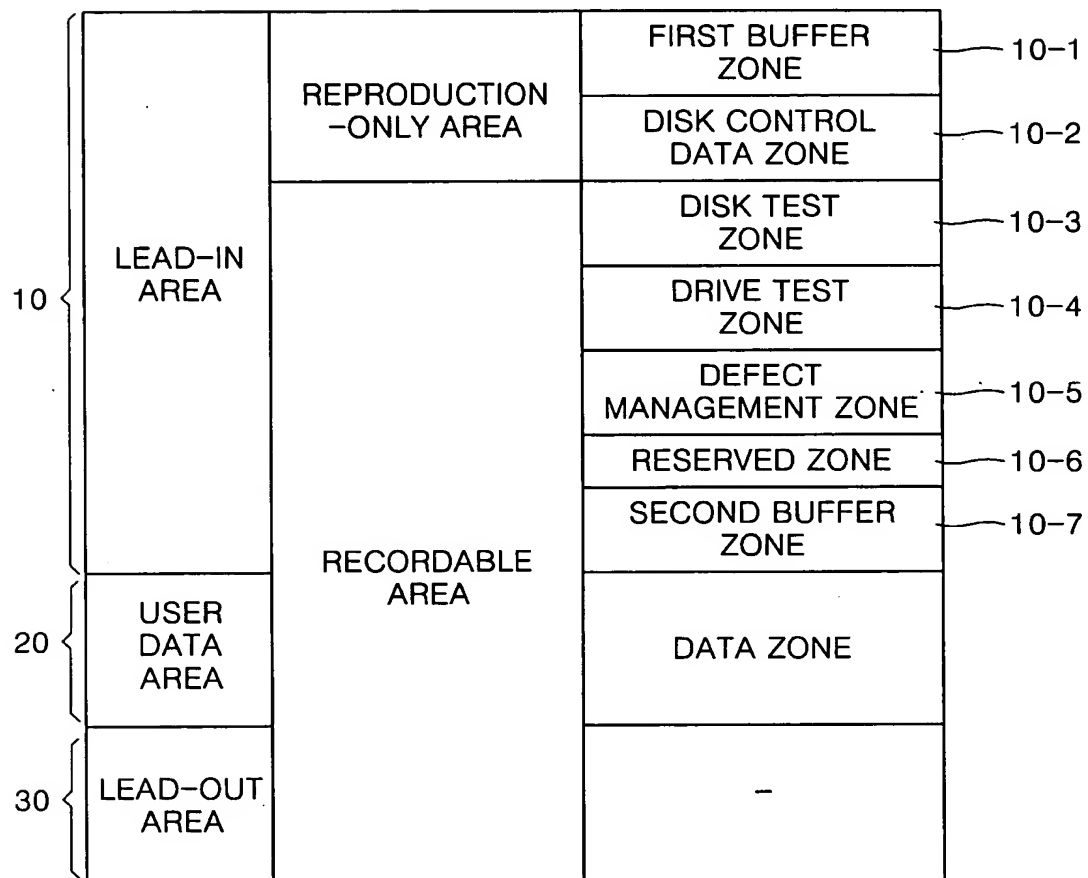 FIRST BUFFER
ZONE
10-1
REPRODUCTION
-ONLY AREA
DISK CONTROL
DATA ZONE
10-2
DISK TEST
ZONE
10-3
10
LEAD-IN
AREA
DRIVE TEST
ZONE
10-4
DEFECT
MANAGEMENT ZONE
10-5
RESERVED ZONE
10-6
SECOND BUFFER
ZONE
10-7
RECORDABLE
AREA
20
USER
DATA
AREA
DATA ZONE
30
LEAD-OUT
AREA
-